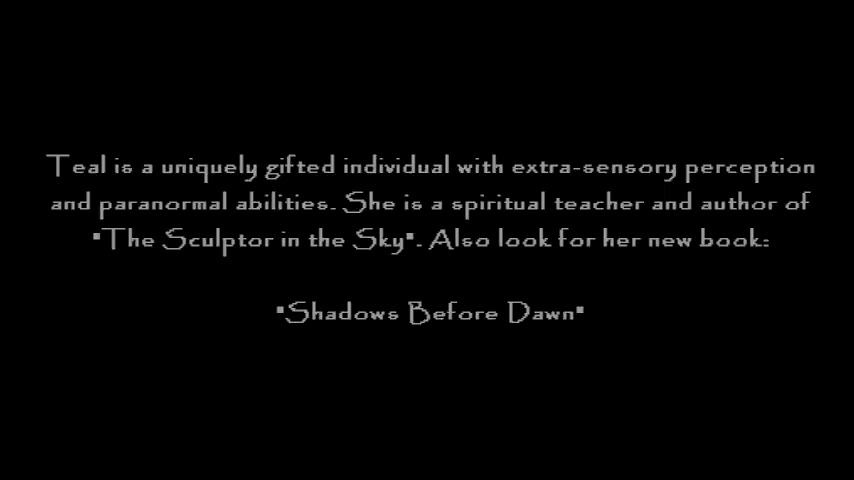 Teal is a uniquely gifted individual with extra-sensory perception
and paranormal abilities. She is a spiritual teacher and author of
"The Sculptor in the Sky". Also look for her new book:
"Shadows Before Dawn"